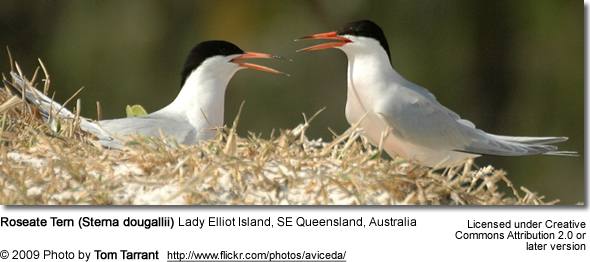 Roseate Tern (Sterna dougallii) Lady Elliot Island, SE Queensland, Australia
© 2009 Photo by Tom Tarrant http://www.flickr.com/photos/aviceda/
Licensed under Creative
Commons Attribution 2.0 or
later version